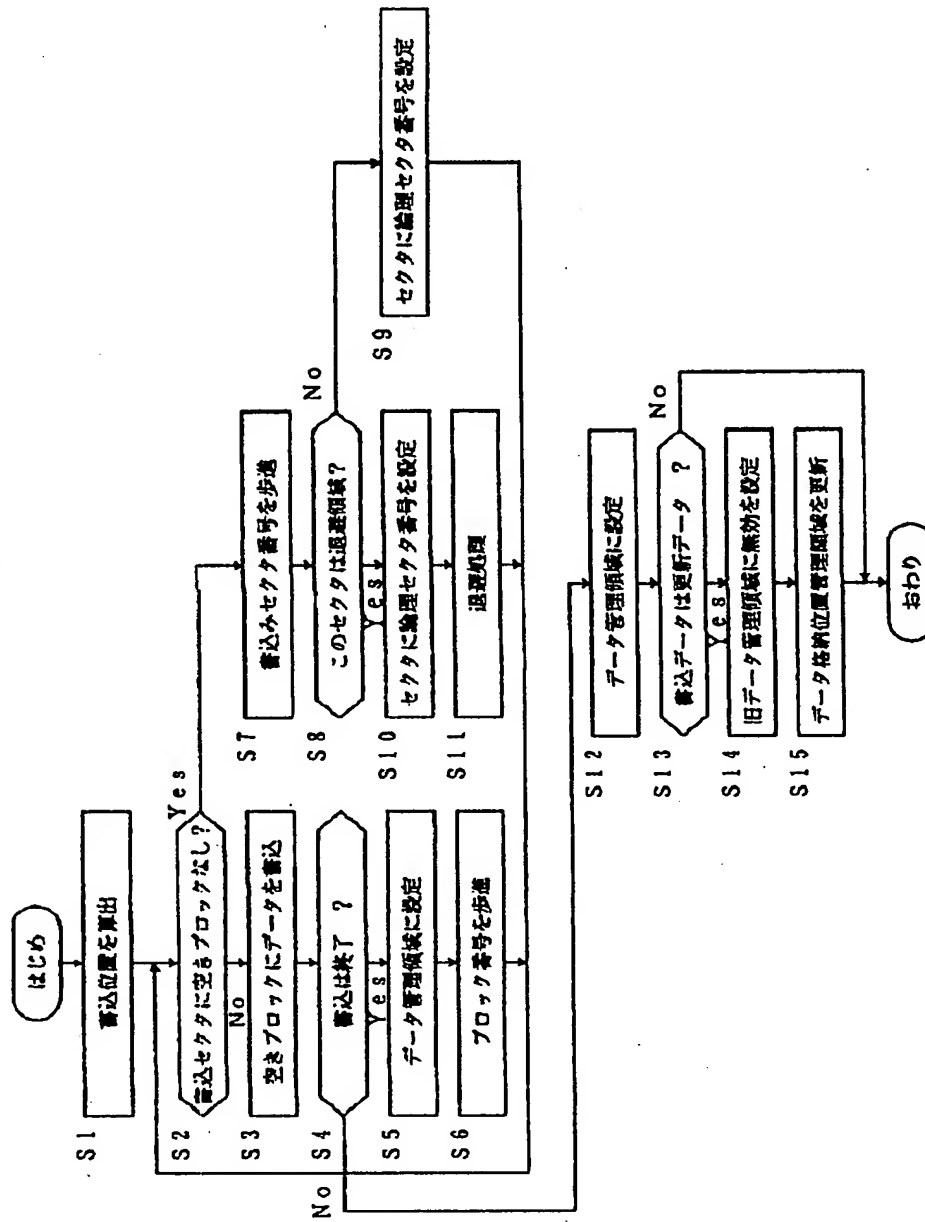 はじめ
S1
書込位置を算出
S2
書込セクタに空きブロックなし?
Yes
No
S3
空きブロックにデータを書込
S4
書込は終了 ?
No
Yes
S5
データ管理領域に設定
S6
ブロック番号を歩進
S7
書込みセクタ番号を歩進
S8
このセクタは退避領域?
No
Yes
S9
セクタに論理セクタ番号を設定
S10
セクタに論理セクタ番号を設定
S11
退避処理
S12
データ管理領域に設定
S13
書込データは更新データ ?
No
Yes
S14
旧データ管理領域に無効を設定
S15
データ格納位置管理領域を更新
おわり